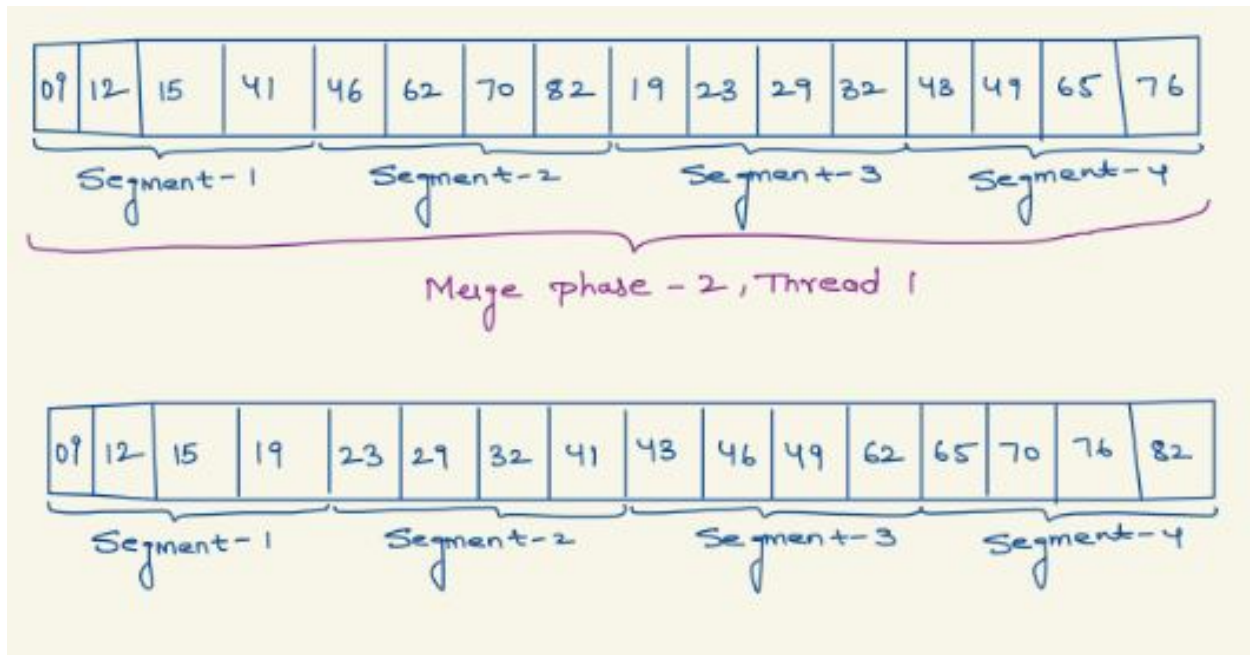 09 12 15 41 46 62 70 82 19 23 29 32 43 49 65 76
Segment-1 Segment-2 Segment-3 Segment-4
Merge phase - 2, Thread 1
09 12 15 19 23 29 32 41 43 46 49 62 65 70 76 82
Segment-1 Segment-2 Segment-3 Segment-4